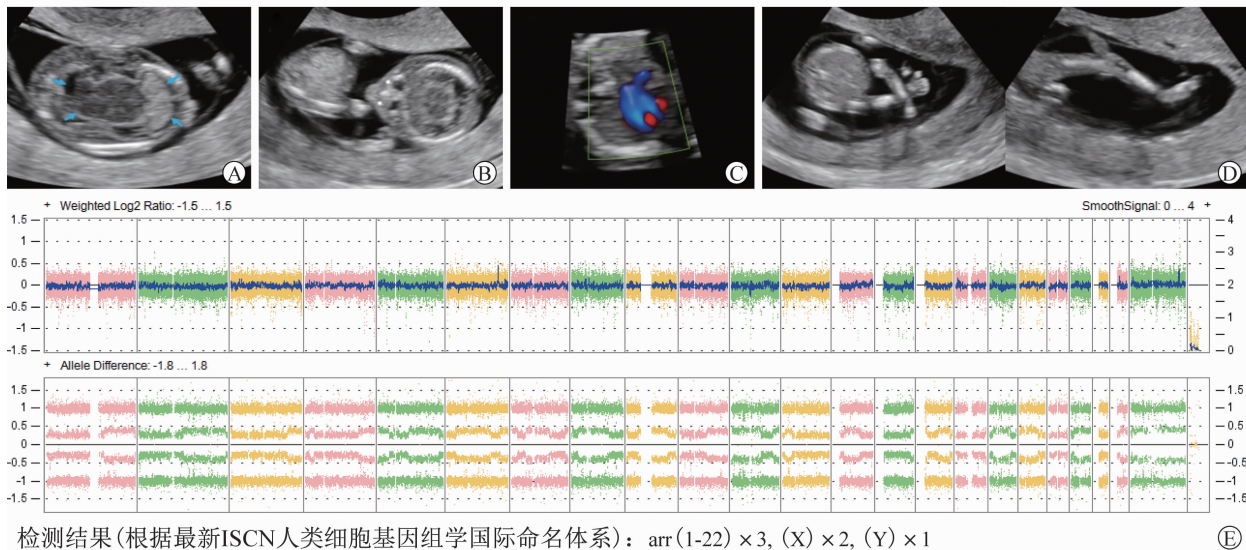 A
B
C
D
+ Weighted Log2 Ratio: -1.5 ... 1.5
SmoothSignal: 0 ... 4 +
1.5
1
0.5
0
-0.5
-1
-1.5
4
3
2
1
0
+ Allele Difference: -1.8 ... 1.8
1.5
1
0.5
0
-0.5
-1
-1.5
1.5
1
0.5
0
-0.5
-1
-1.5
检测结果(根据最新ISCN人类细胞基因组学国际命名体系): arr(1-22)×3, (X)×2, (Y)×1
E